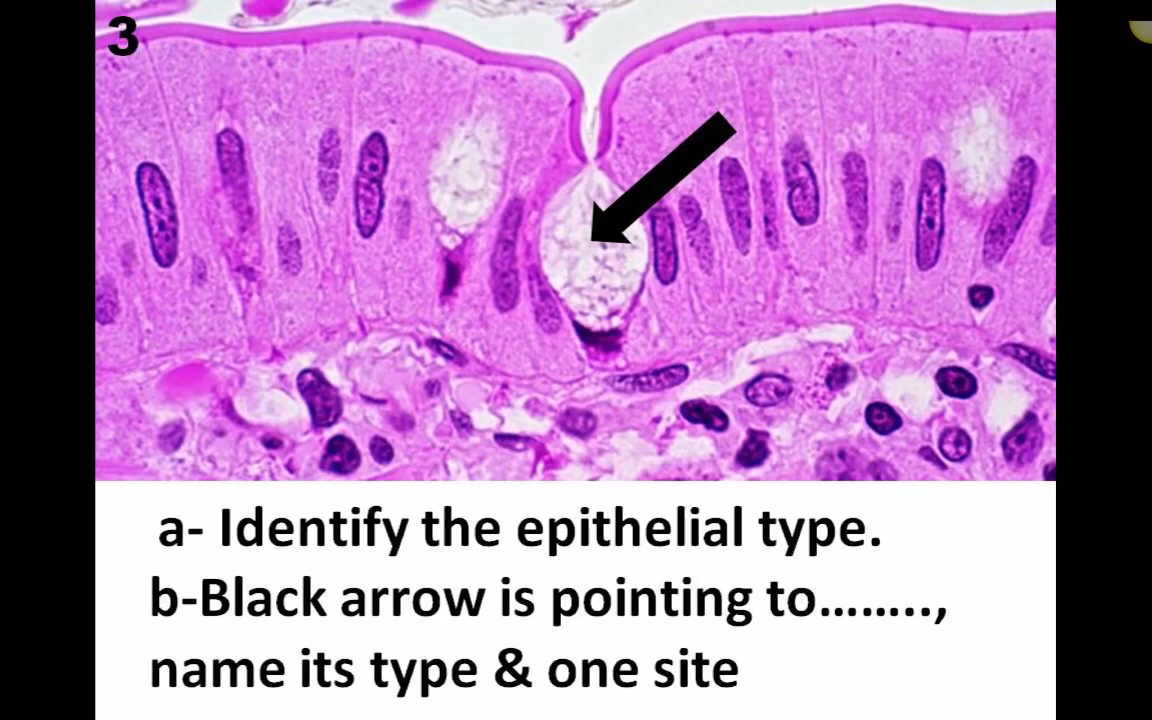 3
a- Identify the epithelial type.
b-Black arrow is pointing to……..,
name its type & one site